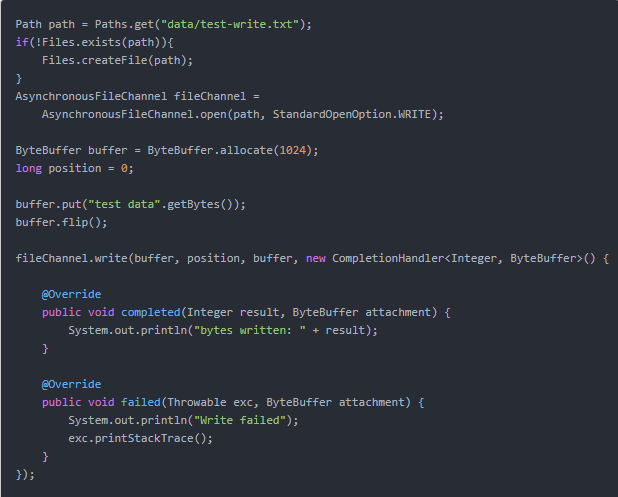 Path path = Paths.get("data/test-write.txt");
if(!Files.exists(path)){
    Files.createFile(path);
}
AsynchronousFileChannel fileChannel =
    AsynchronousFileChannel.open(path, StandardOpenOption.WRITE);

ByteBuffer buffer = ByteBuffer.allocate(1024);
long position = 0;

buffer.put("test data".getBytes());
buffer.flip();

fileChannel.write(buffer, position, buffer, new CompletionHandler<Integer, ByteBuffer>() {

    @Override
    public void completed(Integer result, ByteBuffer attachment) {
        System.out.println("bytes written: " + result);
    }

    @Override
    public void failed(Throwable exc, ByteBuffer attachment) {
        System.out.println("Write failed");
        exc.printStackTrace();
    }
});